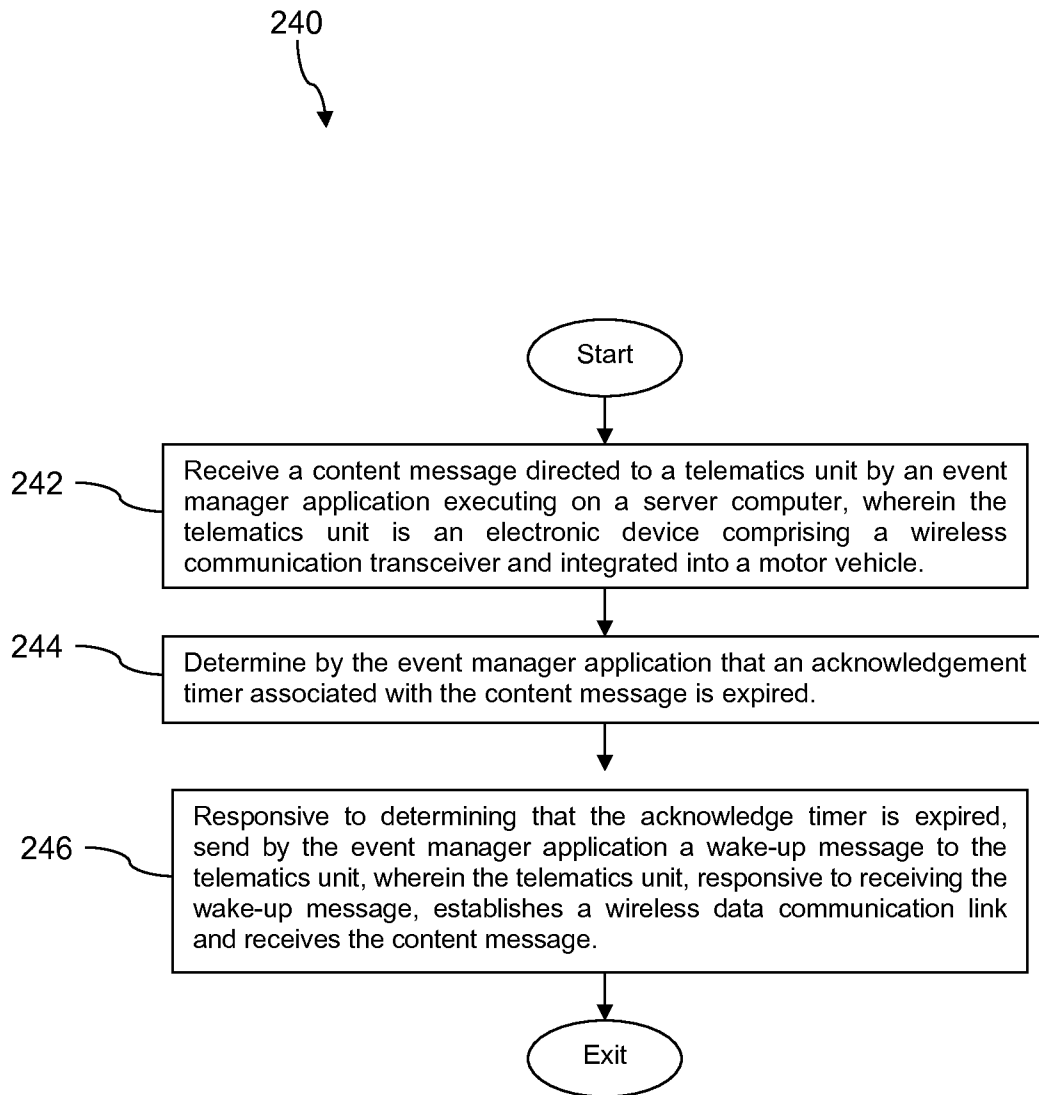 240
Start
242
Receive a content message directed to a telematics unit by an event
manager application executing on a server computer, wherein the
telematics unit is an electronic device comprising a wireless
communication transceiver and integrated into a motor vehicle.
244
Determine by the event manager application that an acknowledgement
timer associated with the content message is expired.
246
Responsive to determining that the acknowledge timer is expired,
send by the event manager application a wake-up message to the
telematics unit, wherein the telematics unit, responsive to receiving the
wake-up message, establishes a wireless data communication link
and receives the content message.
Exit